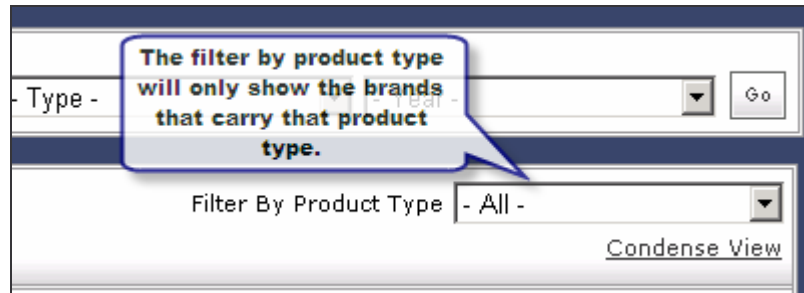 The filter by product type
will only show the brands
that carry that product
type.
- Type -
- Year -
Go
Filter By Product Type
- All -
Condense View